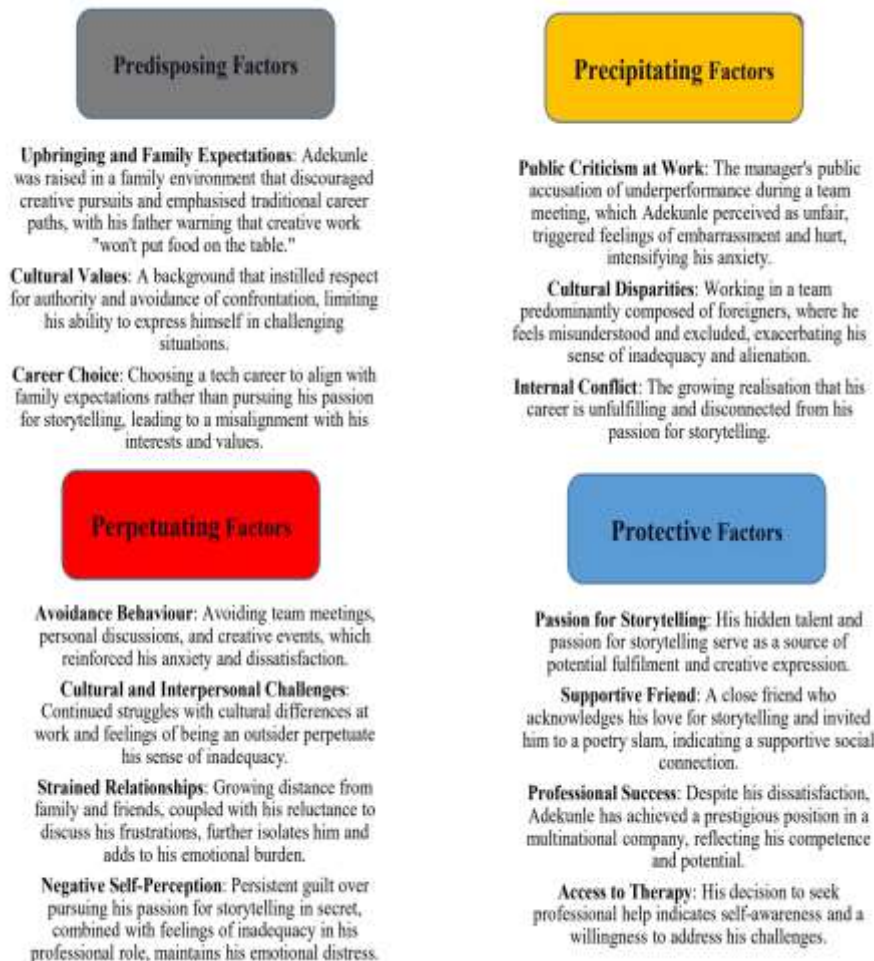 Predisposing Factors
Upbringing and Family Expectations: Adekunle
was raised in a family environment that discouraged
creative pursuits and emphasised traditional career
paths, with his father warning that creative work
"won't put food on the table."
Cultural Values: A background that instilled respect
for authority and avoidance of confrontation, limiting
his ability to express himself in challenging
situations.
Career Choice: Choosing a tech career to align with
family expectations rather than pursuing his passion
for storytelling, leading to a misalignment with his
interests and values.
Precipitating Factors
Public Criticism at Work: The manager's public
accusation of underperformance during a team
meeting, which Adekunle perceived as unfair,
triggered feelings of embarrassment and hurt,
intensifying his anxiety.
Cultural Disparities: Working in a team
predominantly composed of foreigners, where he
feels misunderstood and excluded, exacerbating his
sense of inadequacy and alienation.
Internal Conflict: The growing realisation that his
career is unfulfilling and disconnected from his
passion for storytelling.
Perpetuating Factors
Avoidance Behaviour: Avoiding team meetings,
personal discussions, and creative events, which
reinforced his anxiety and dissatisfaction.
Cultural and Interpersonal Challenges:
Continued struggles with cultural differences at
work and feelings of being an outsider perpetuate
his sense of inadequacy.
Strained Relationships: Growing distance from
family and friends, coupled with his reluctance to
discuss his frustrations, further isolates him and
adds to his emotional burden.
Negative Self-Perception: Persistent guilt over
pursuing his passion for storytelling in secret,
combined with feelings of inadequacy in his
professional role, maintains his emotional distress.
Protective Factors
Passion for Storytelling: His hidden talent and
passion for storytelling serve as a source of
potential fulfilment and creative expression.
Supportive Friend: A close friend who
acknowledges his love for storytelling and invited
him to a poetry slam, indicating a supportive social
connection.
Professional Success: Despite his dissatisfaction,
Adekunle has achieved a prestigious position in a
multinational company, reflecting his competence
and potential.
Access to Therapy: His decision to seek
professional help indicates self-awareness and a
willingness to address his challenges.